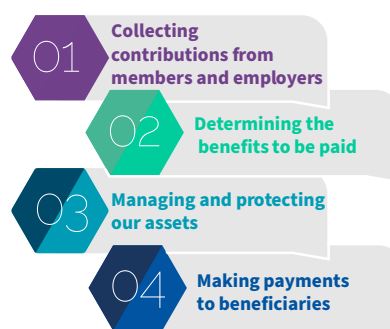 01
Collecting
contributions from
members and employers
02
Determining the
benefits to be paid
03
Managing and protecting
our assets
04
Making payments
to beneficiaries